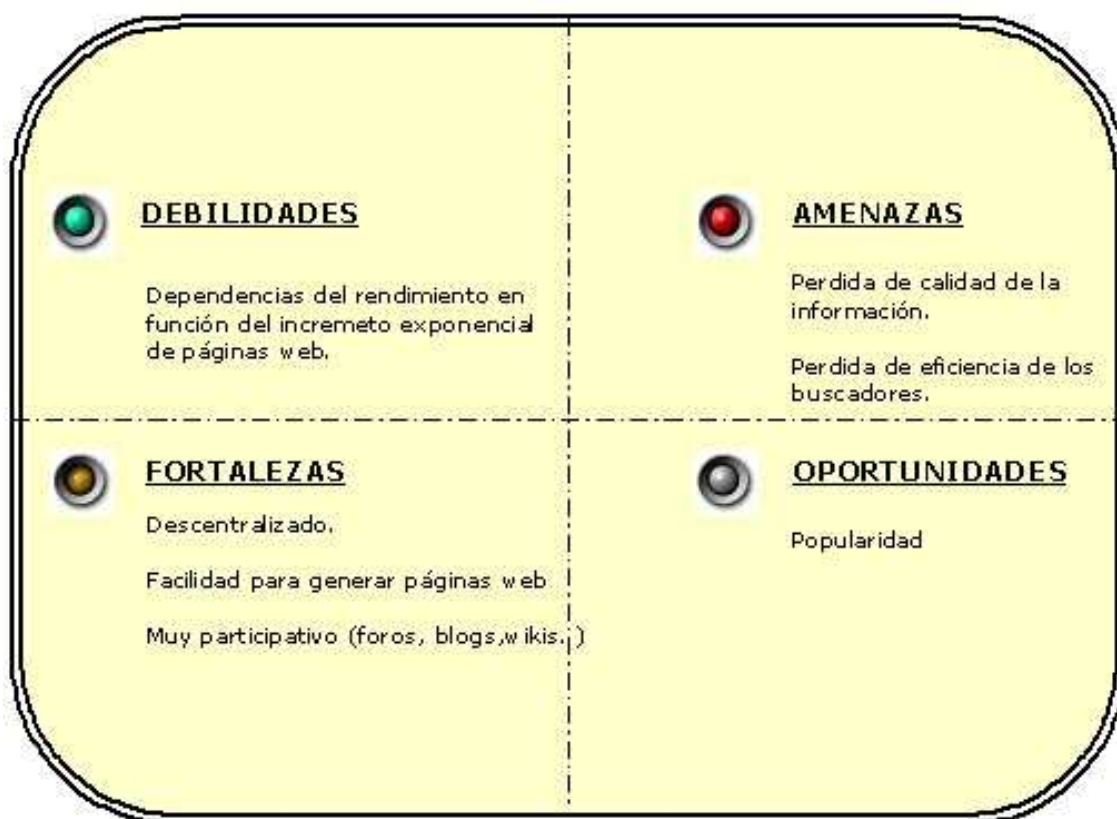 DEBILIDADES
Dependencias del rendimiento en
función del incremeto exponencial
de páginas web.
AMENAZAS
Perdida de calidad de la
información.
Perdida de eficiencia de los
buscadores.
FORTALEZAS
Descentralizado.
Facilidad para generar páginas web
Muy participativo (foros, blogs,wikis. )
OPORTUNIDADES
Popularidad